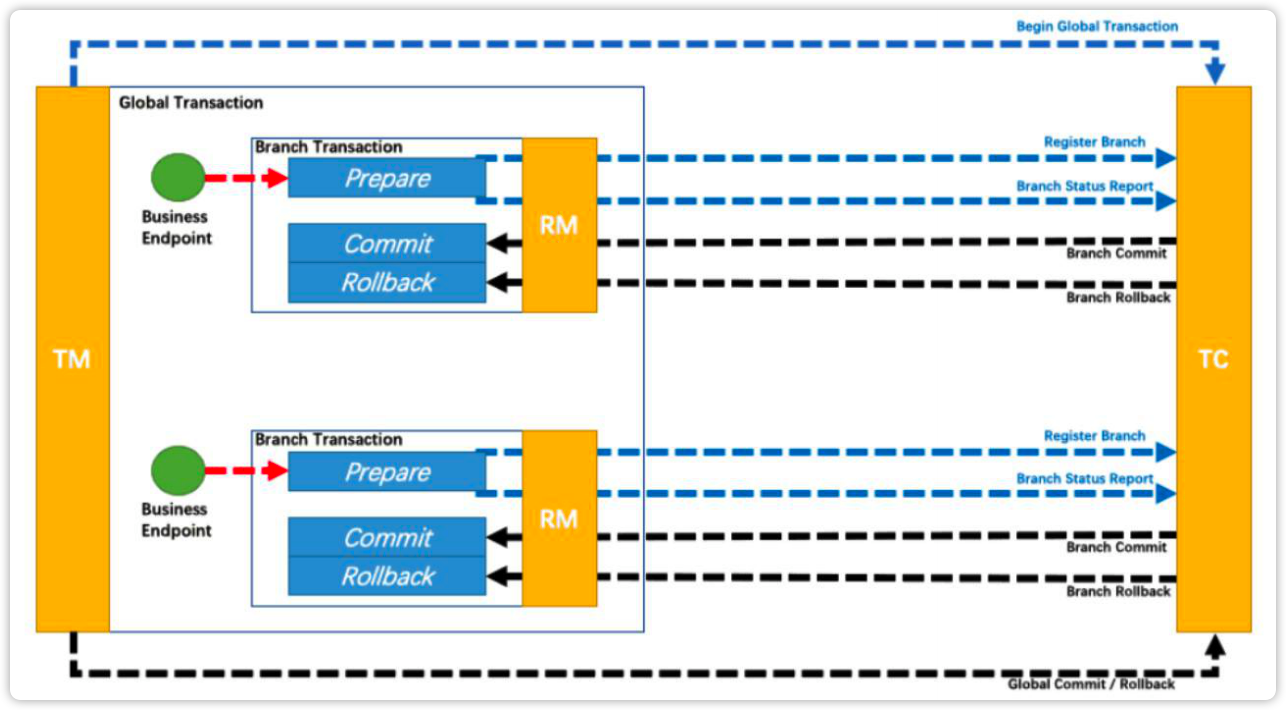 Begin Global Transaction
Global Transaction
Branch Transaction
Prepare
Commit
Rollback
Business
Endpoint
RM
Register Branch
Branch Status Report
Branch Commit
Branch Rollback
TM
TC
Branch Transaction
Prepare
Commit
Rollback
Business
Endpoint
RM
Register Branch
Branch Status Report
Branch Commit
Branch Rollback
Global Commit / Rollback